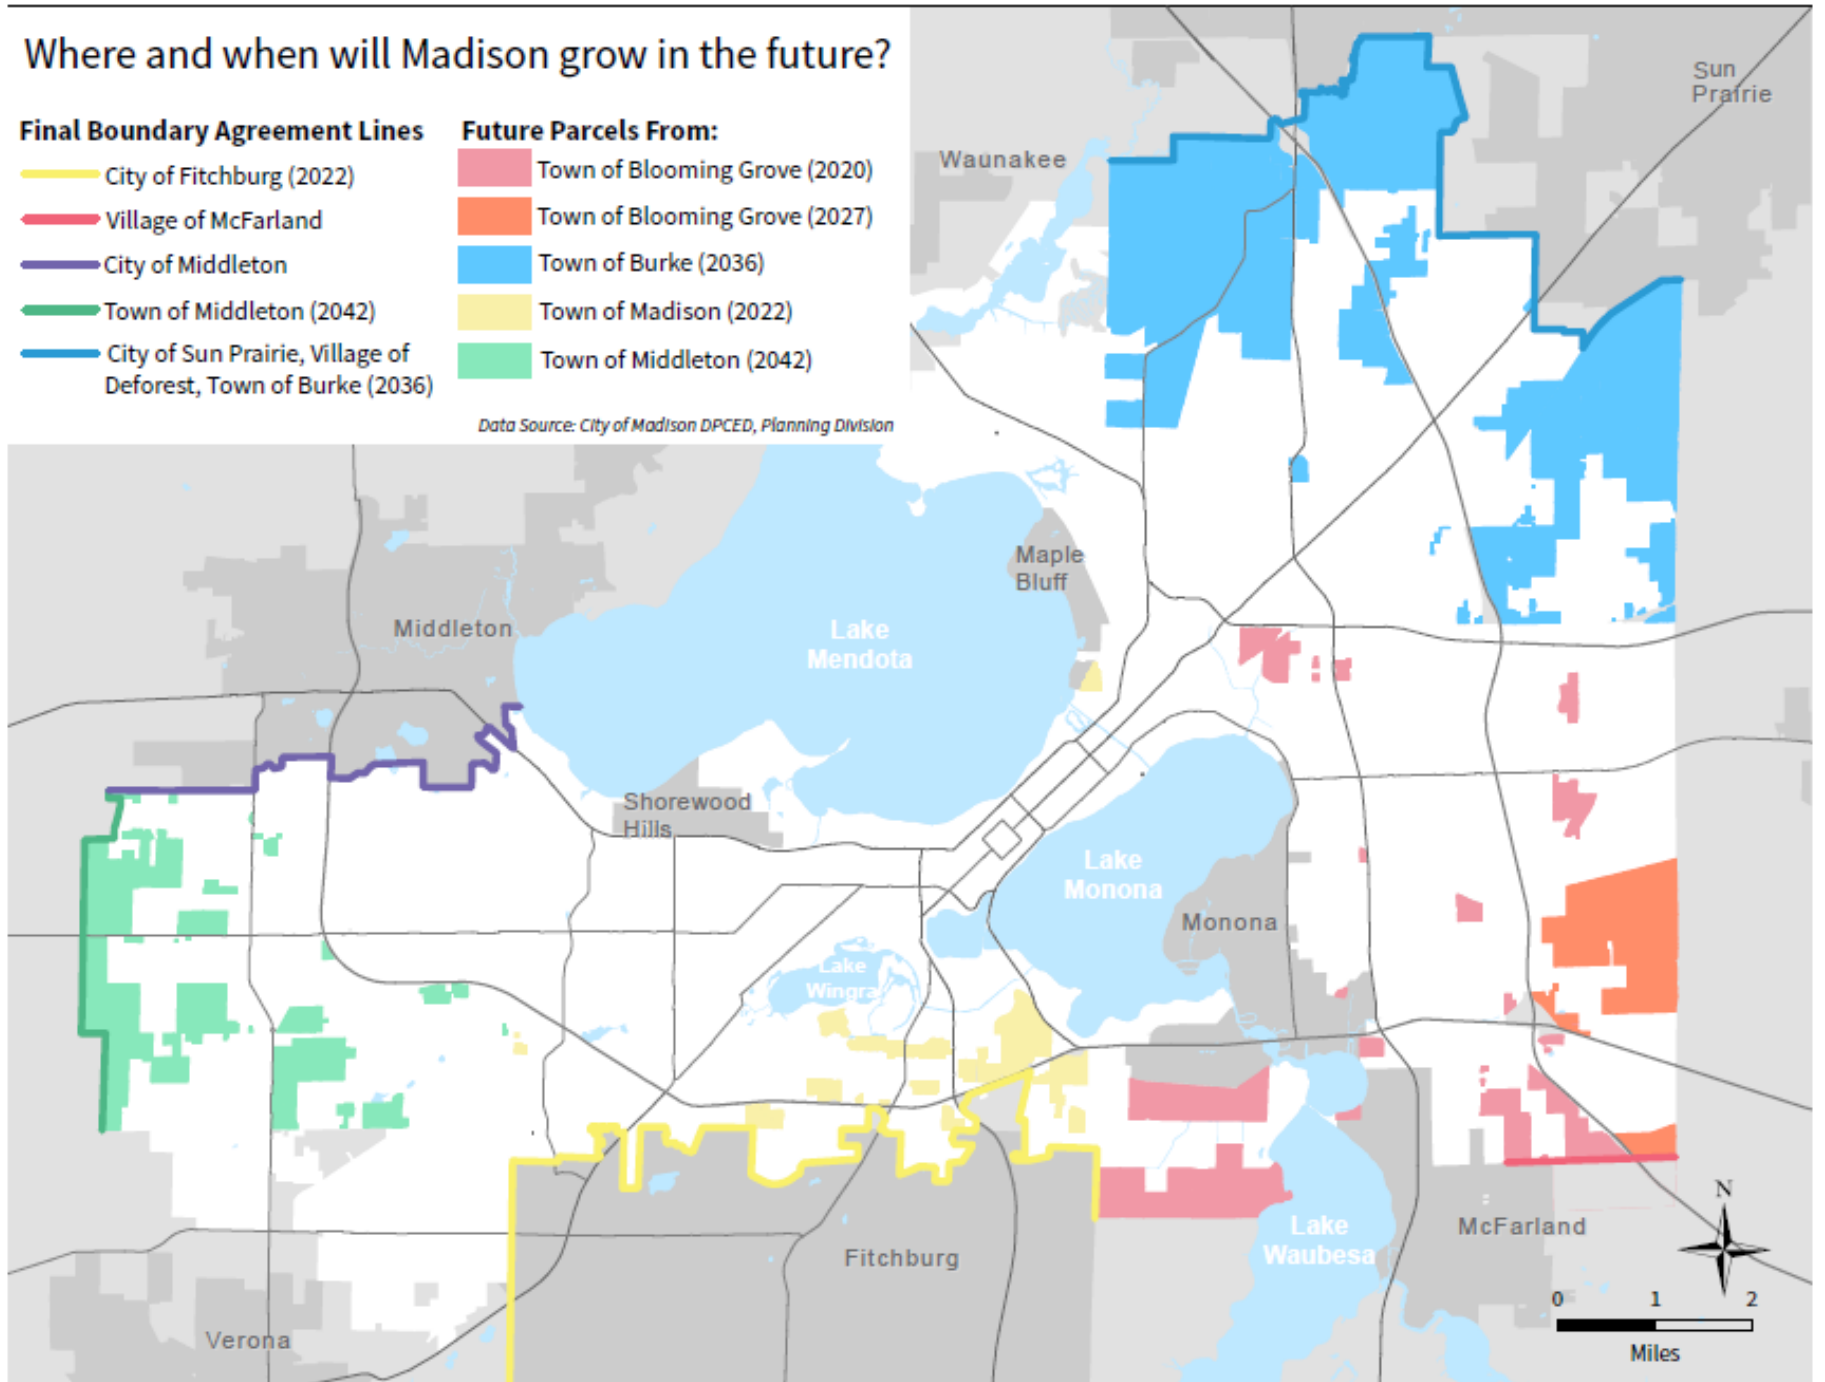 Where and when will Madison grow in the future?
Final Boundary Agreement Lines
City of Fitchburg (2022)
Village of McFarland
City of Middleton
Town of Middleton (2042)
City of Sun Prairie, Village of
Deforest, Town of Burke (2036)
Future Parcels From:
Town of Blooming Grove (2020)
Town of Blooming Grove (2027)
Town of Burke (2036)
Town of Madison (2022)
Town of Middleton (2042)
Data Source: City of Madison DPCED, Planning Division
Sun
Prairie
Waunakee
Maple
Bluff
Middleton
Lake
Mendota
Shorewood
Hills
Lake
Monona
Monona
Lake
Wingra
Lake
Waubesa
McFarland
Fitchburg
Verona
N
0 1 2
Miles